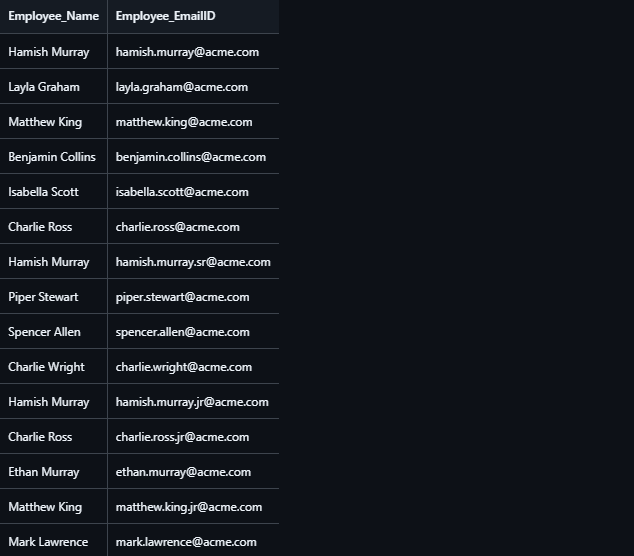 Employee_Name Employee_EmailID
Hamish Murray hamish.murray@acme.com
Layla Graham layla.graham@acme.com
Matthew King matthew.king@acme.com
Benjamin Collins benjamin.collins@acme.com
Isabella Scott isabella.scott@acme.com
Charlie Ross charlie.ross@acme.com
Hamish Murray hamish.murray.sr@acme.com
Piper Stewart piper.stewart@acme.com
Spencer Allen spencer.allen@acme.com
Charlie Wright charlie.wright@acme.com
Hamish Murray hamish.murray.jr@acme.com
Charlie Ross charlie.ross.jr@acme.com
Ethan Murray ethan.murray@acme.com
Matthew King matthew.king.jr@acme.com
Mark Lawrence mark.lawrence@acme.com